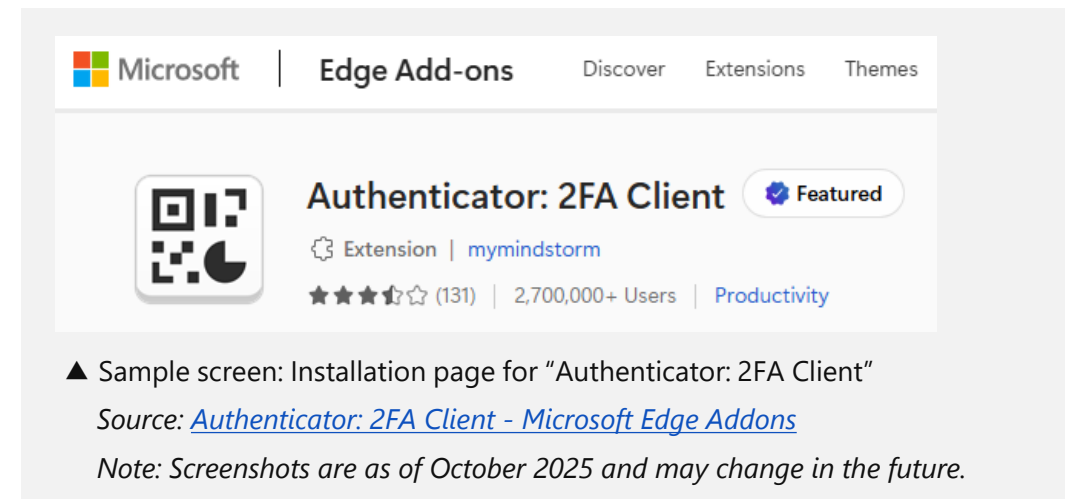 Microsoft | Edge Add-ons Discover Extensions Themes
Authenticator: 2FA Client Featured
Extension | mymindstorm
(131) | 2,700,000+ Users | Productivity
▲ Sample screen: Installation page for “Authenticator: 2FA Client”
Source: Authenticator: 2FA Client - Microsoft Edge Addons
Note: Screenshots are as of October 2025 and may change in the future.